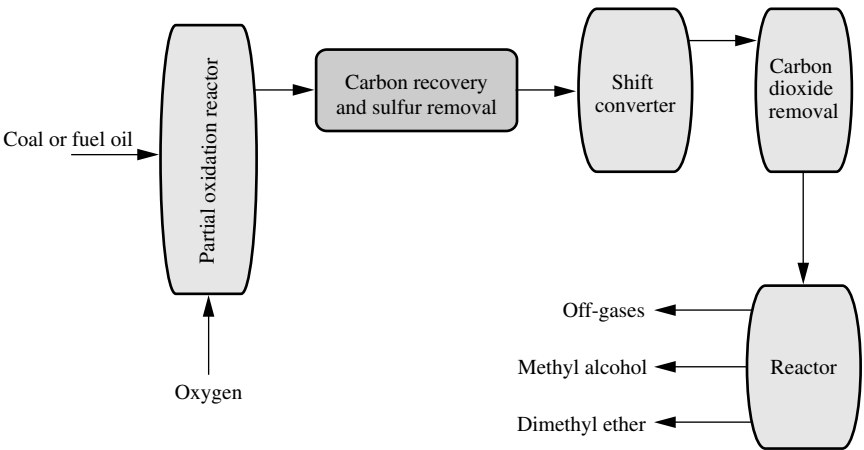 Coal or fuel oil
Partial oxidation reactor
Oxygen
Carbon recovery
and sulfur removal
Shift
converter
Carbon
dioxide
removal
Off-gases
Methyl alcohol
Dimethyl ether
Reactor